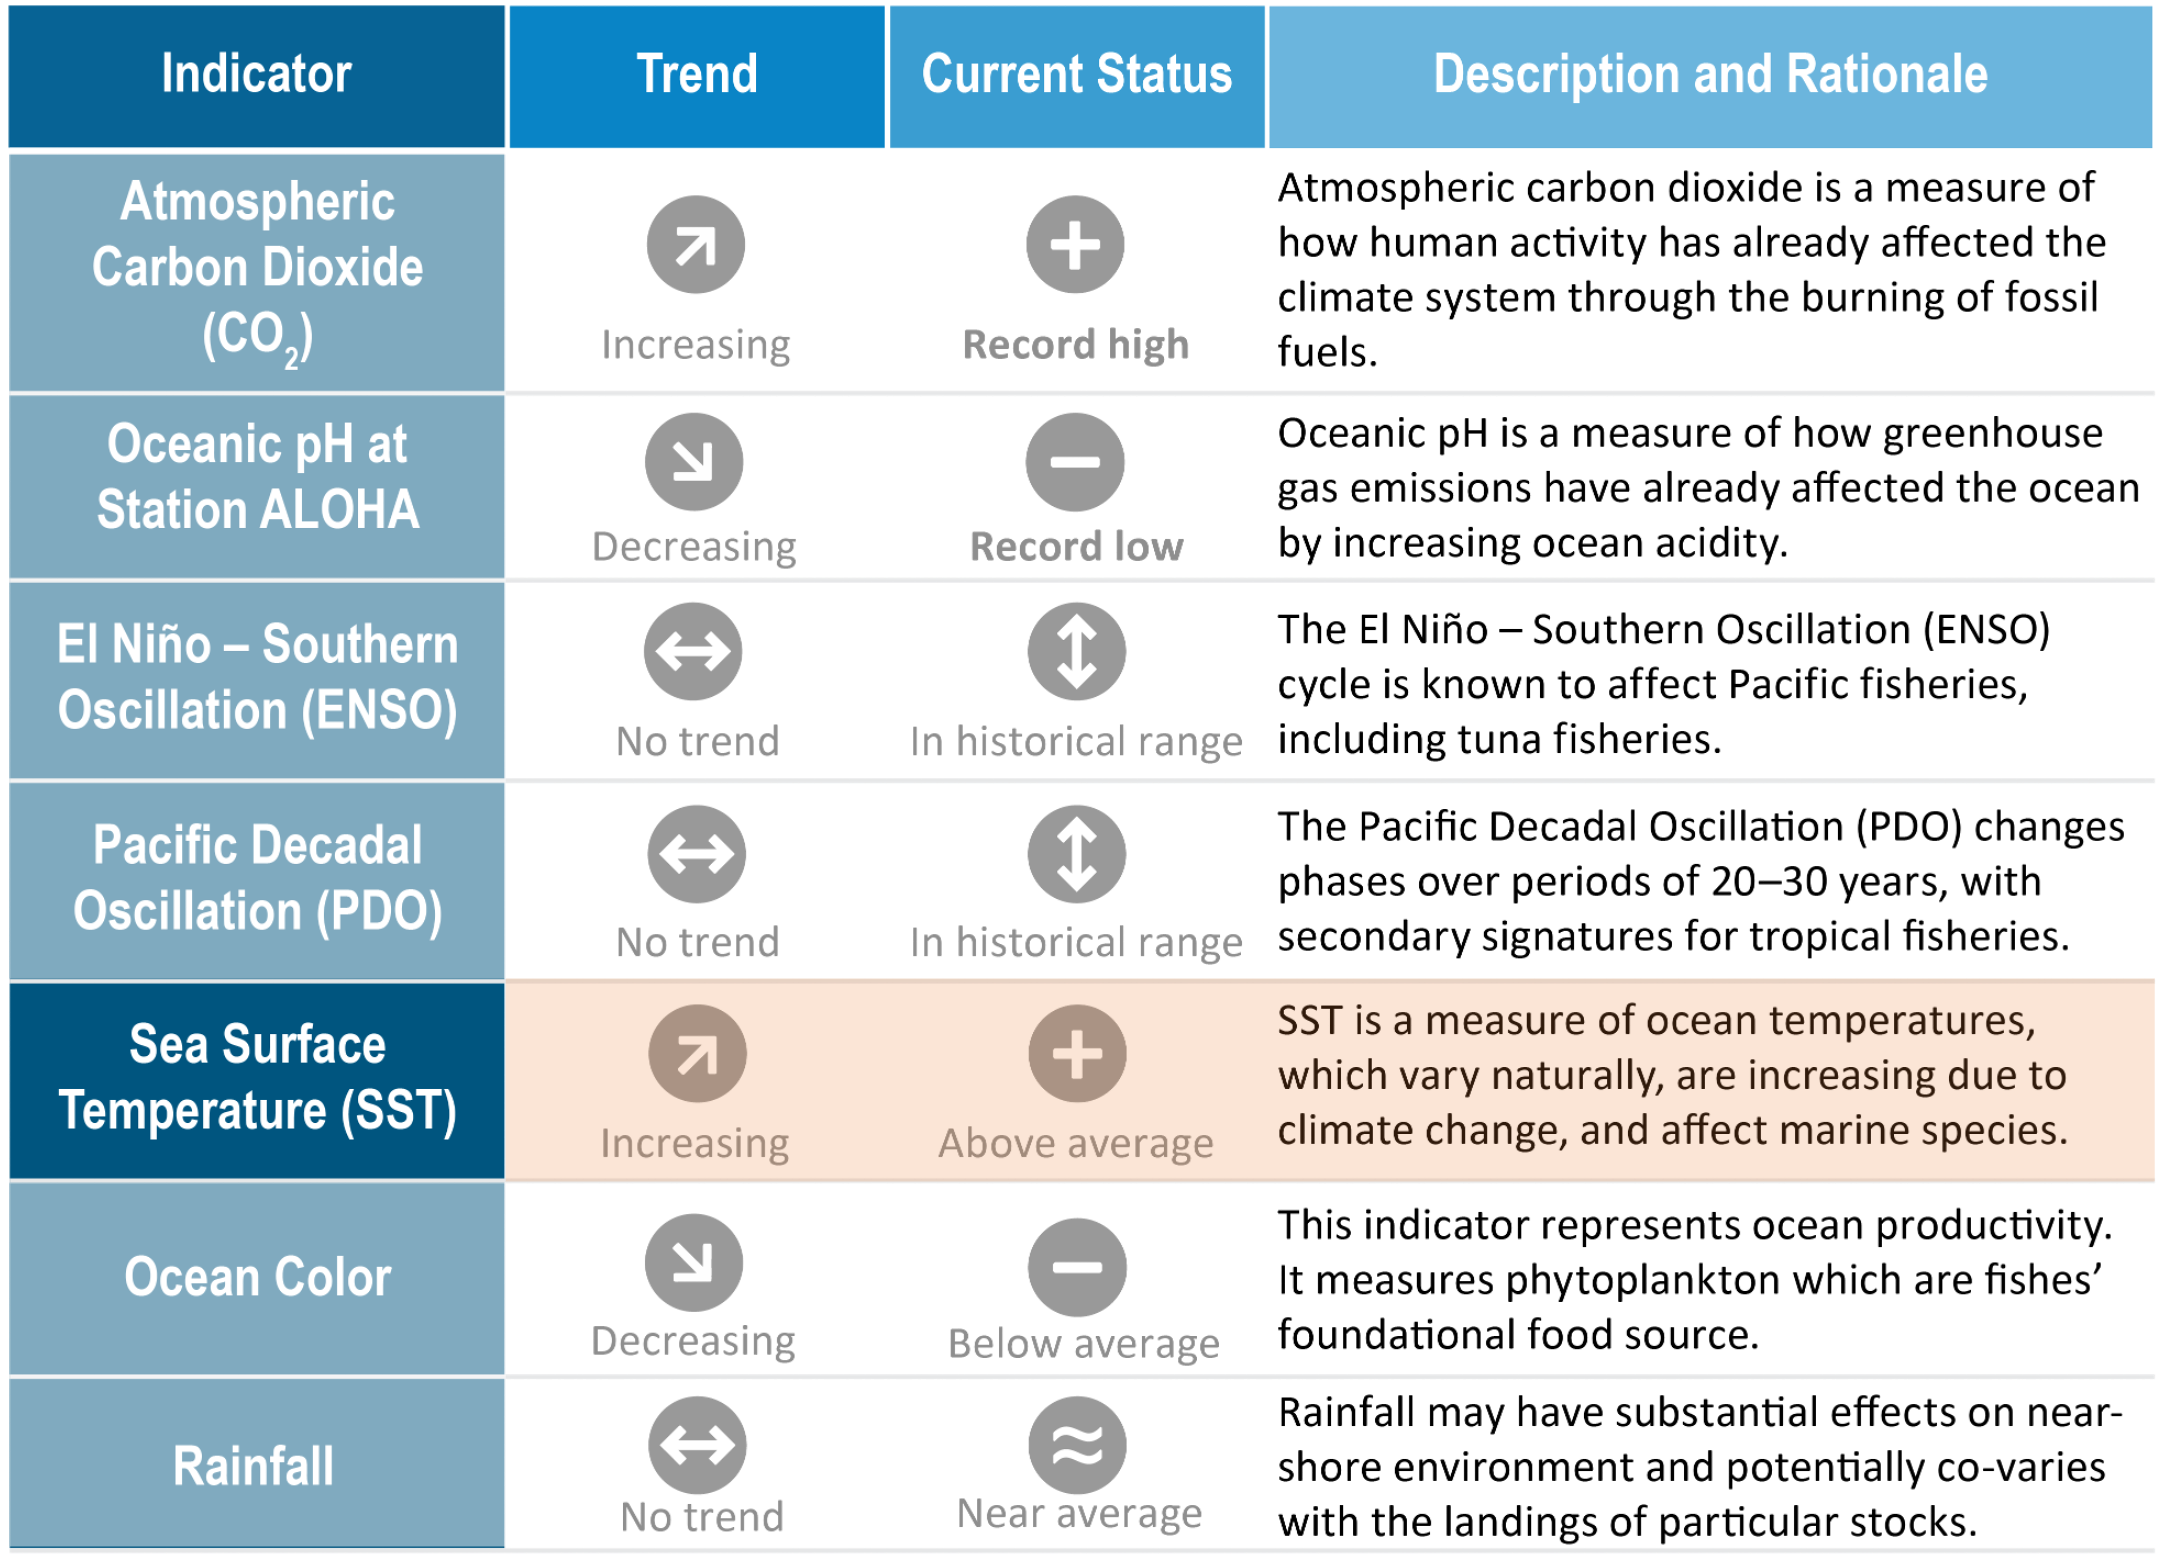 Indicator
Trend
Current Status
Description and Rationale
Atmospheric
Carbon Dioxide
(CO₂)
Increasing
Record high
Atmospheric carbon dioxide is a measure of
how human activity has already affected the
climate system through the burning of fossil
fuels.
Oceanic pH at
Station ALOHA
Decreasing
Record low
Oceanic pH is a measure of how greenhouse
gas emissions have already affected the ocean
by increasing ocean acidity.
El Niño – Southern
Oscillation (ENSO)
No trend
In historical range
The El Niño – Southern Oscillation (ENSO)
cycle is known to affect Pacific fisheries,
including tuna fisheries.
Pacific Decadal
Oscillation (PDO)
No trend
In historical range
The Pacific Decadal Oscillation (PDO) changes
phases over periods of 20–30 years, with
secondary signatures for tropical fisheries.
Sea Surface
Temperature (SST)
Increasing
Above average
SST is a measure of ocean temperatures,
which vary naturally, are increasing due to
climate change, and affect marine species.
Ocean Color
Decreasing
Below average
This indicator represents ocean productivity.
It measures phytoplankton which are fishes’
foundational food source.
Rainfall
No trend
Near average
Rainfall may have substantial effects on near-
shore environment and potentially co-varies
with the landings of particular stocks.